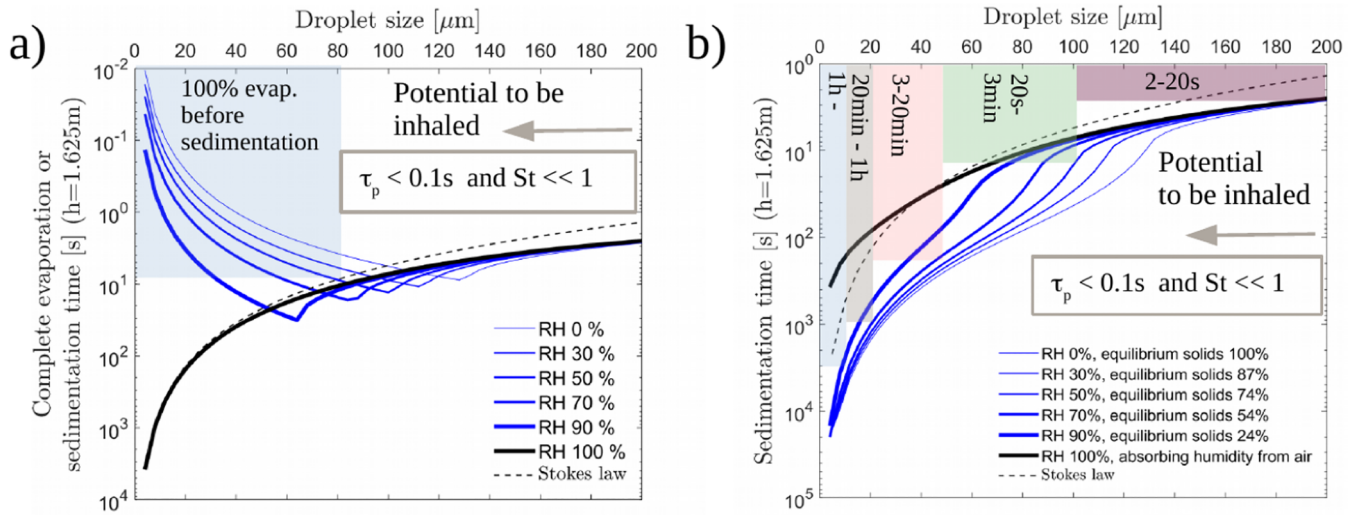 a)
Droplet size [μm]
0 20 40 60 80 100 120 140 160 180 200
Complete evaporation or
sedimentation time [s] (h=1.625m)
10^-2
10^-1
10^0
10^1
10^2
10^3
10^4
100% evap.
before
sedimentation
Potential to be
inhaled
τp < 0.1s and St << 1
RH 0 %
RH 30 %
RH 50 %
RH 70 %
RH 90 %
RH 100 %
Stokes law
b)
Droplet size [μm]
0 20 40 60 80 100 120 140 160 180 200
Sedimentation time [s] (h=1.625m)
10^0
10^1
10^2
10^3
10^4
10^5
1h -
20min - 1h
3-20min
20s-
3min
2-20s
Potential
to be inhaled
τp < 0.1s and St << 1
RH 0%, equilibrium solids 100%
RH 30%, equilibrium solids 87%
RH 50%, equilibrium solids 74%
RH 70%, equilibrium solids 54%
RH 90%, equilibrium solids 24%
RH 100%, absorbing humidity from air
Stokes law